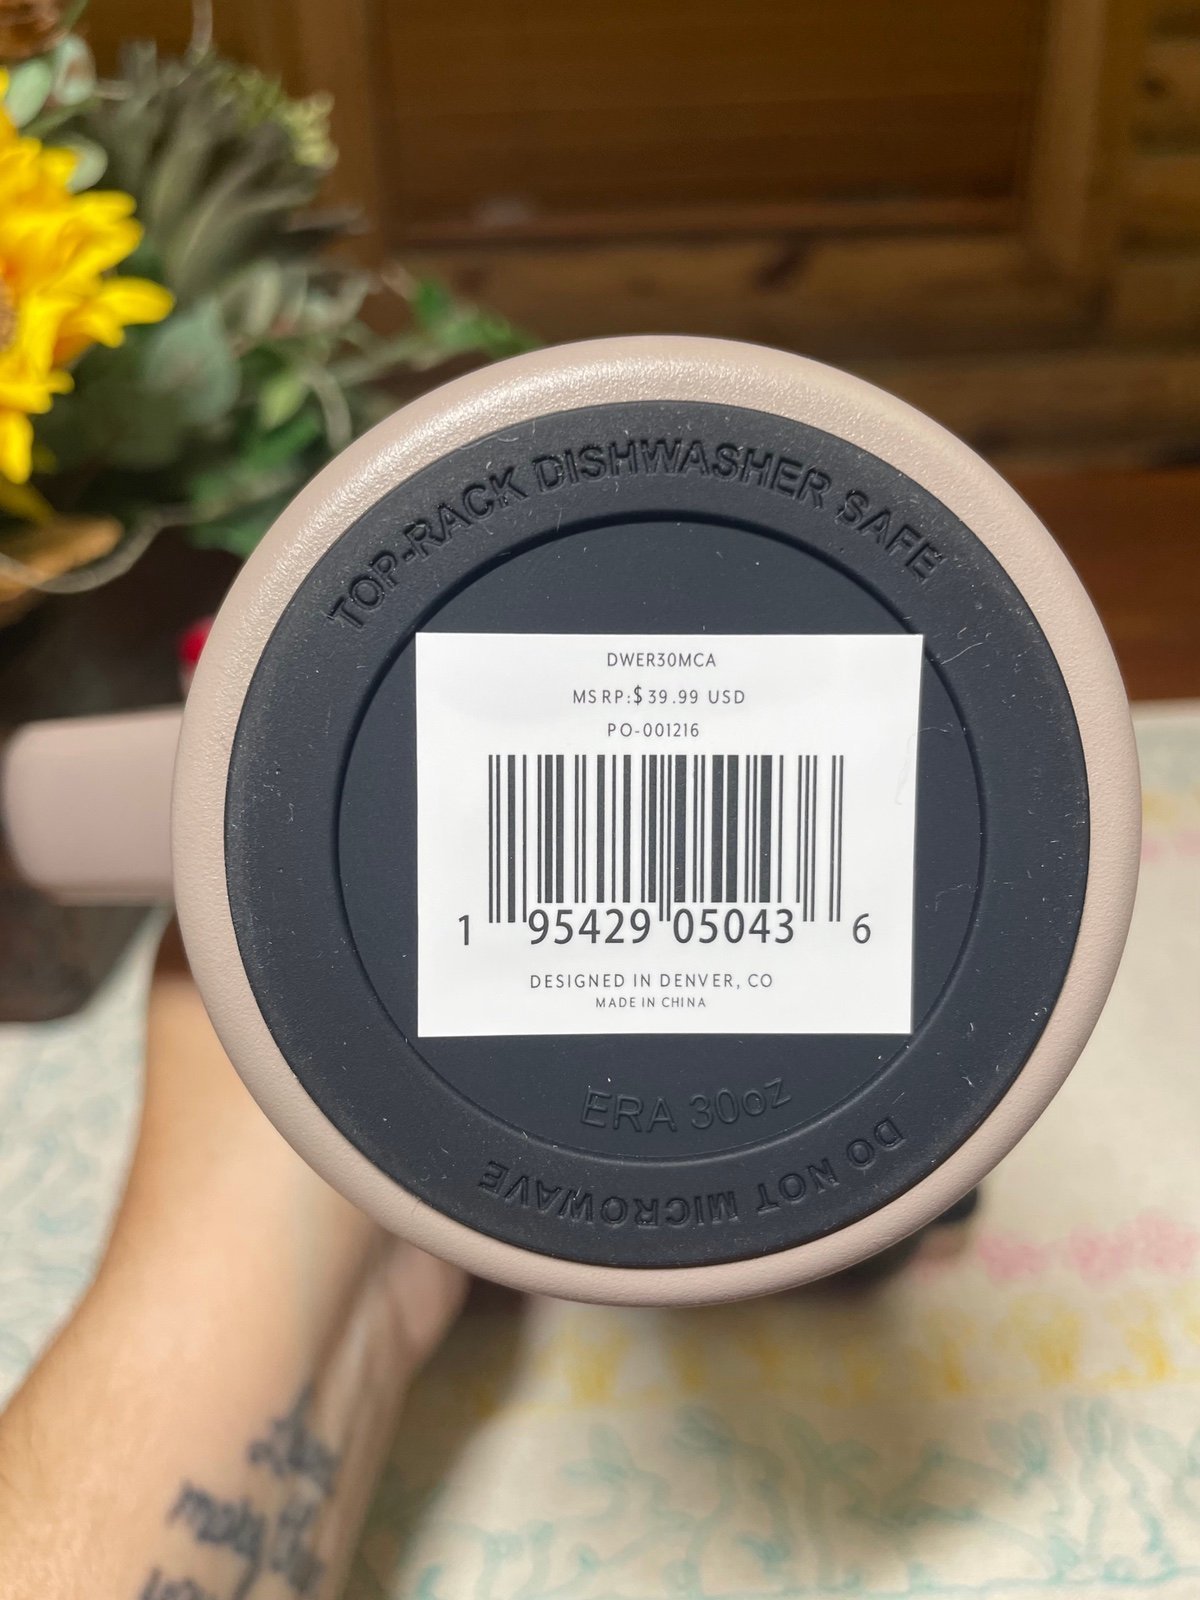 TOP-RACK DISHWASHER SAFE
DWER30MCA
MSRP:$39.99 USD
PO-001216
1 95429 05043 6
DESIGNED IN DENVER, CO
MADE IN CHINA
ERA 30oz
DO NOT MICROWAVE